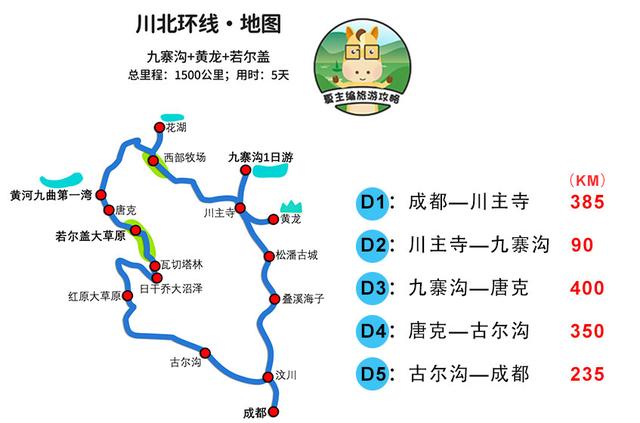 川北环线·地图
九寨沟+黄龙+若尔盖
总里程：1500公里；用时：5天
夏主编旅游攻略
花湖
西部牧场
九寨沟1日游
黄河九曲第一湾
唐克
川主寺
黄龙
若尔盖大草原
松潘古城
瓦切塔林
日干乔大沼泽
红原大草原
叠溪海子
古尔沟
汶川
成都
(KM)
D1：成都—川主寺 385
D2：川主寺—九寨沟 90
D3：九寨沟—唐克 400
D4：唐克—古尔沟 350
D5：古尔沟—成都 235